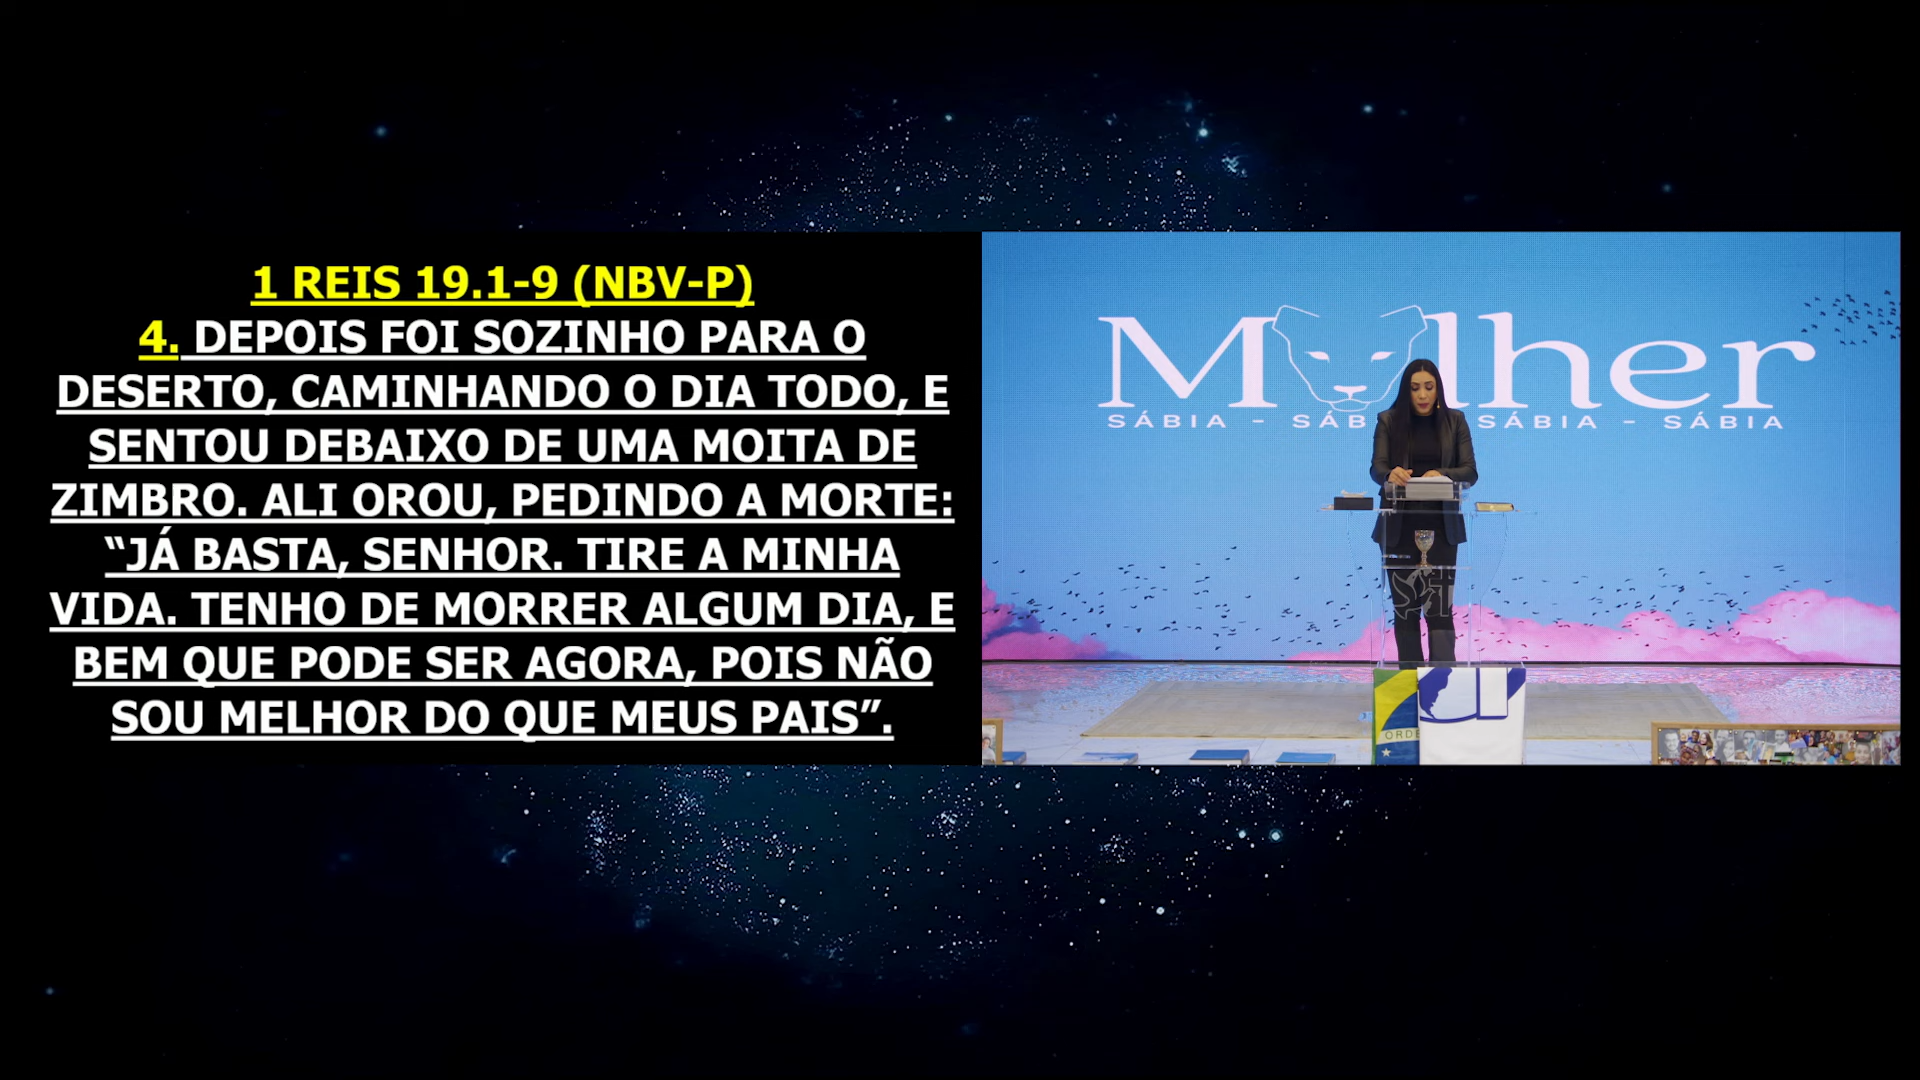 1 REIS 19.1-9 (NBV-P)
4. DEPOIS FOI SOZINHO PARA O
DESERTO, CAMINHANDO O DIA TODO, E
SENTOU DEBAIXO DE UMA MOITA DE
ZIMBRO. ALI OROU, PEDINDO A MORTE:
“JÁ BASTA, SENHOR. TIRE A MINHA
VIDA. TENHO DE MORRER ALGUM DIA, E
BEM QUE PODE SER AGORA, POIS NÃO
SOU MELHOR DO QUE MEUS PAIS”.
Mulher
SÁBIA - SÁB SÁBIA - SÁBIA
ORDE